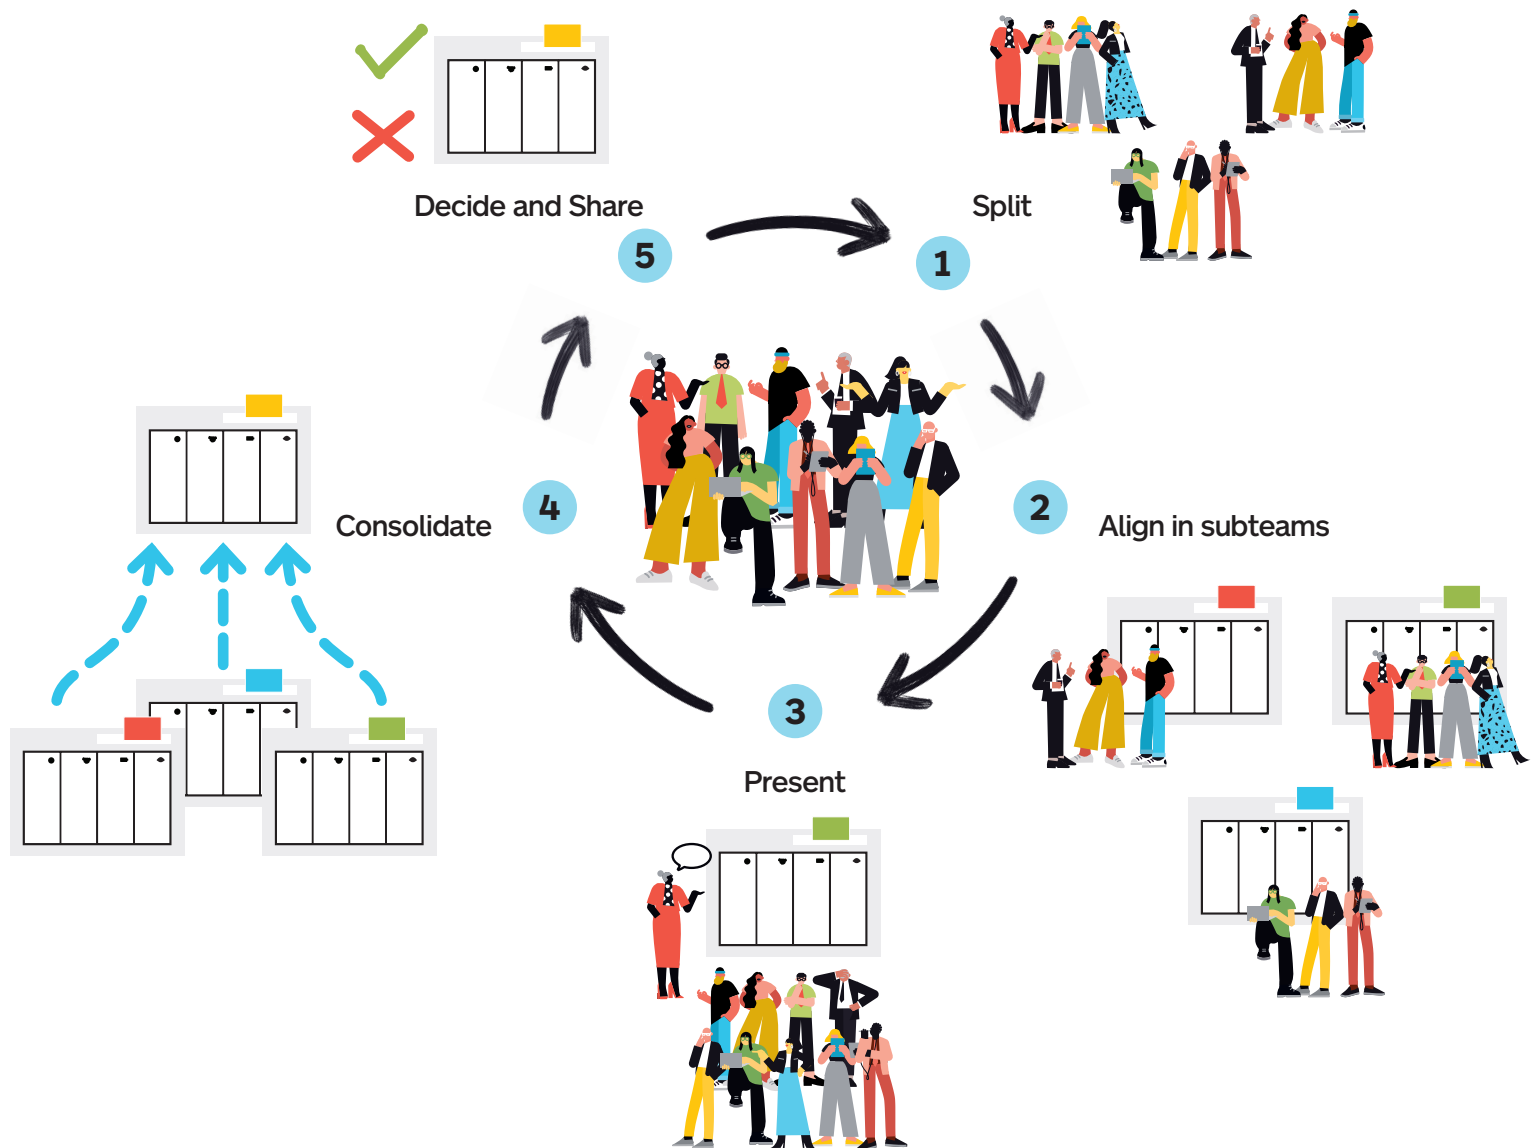 Decide and Share
5
Split
1
2
Align in subteams
3
Present
4
Consolidate